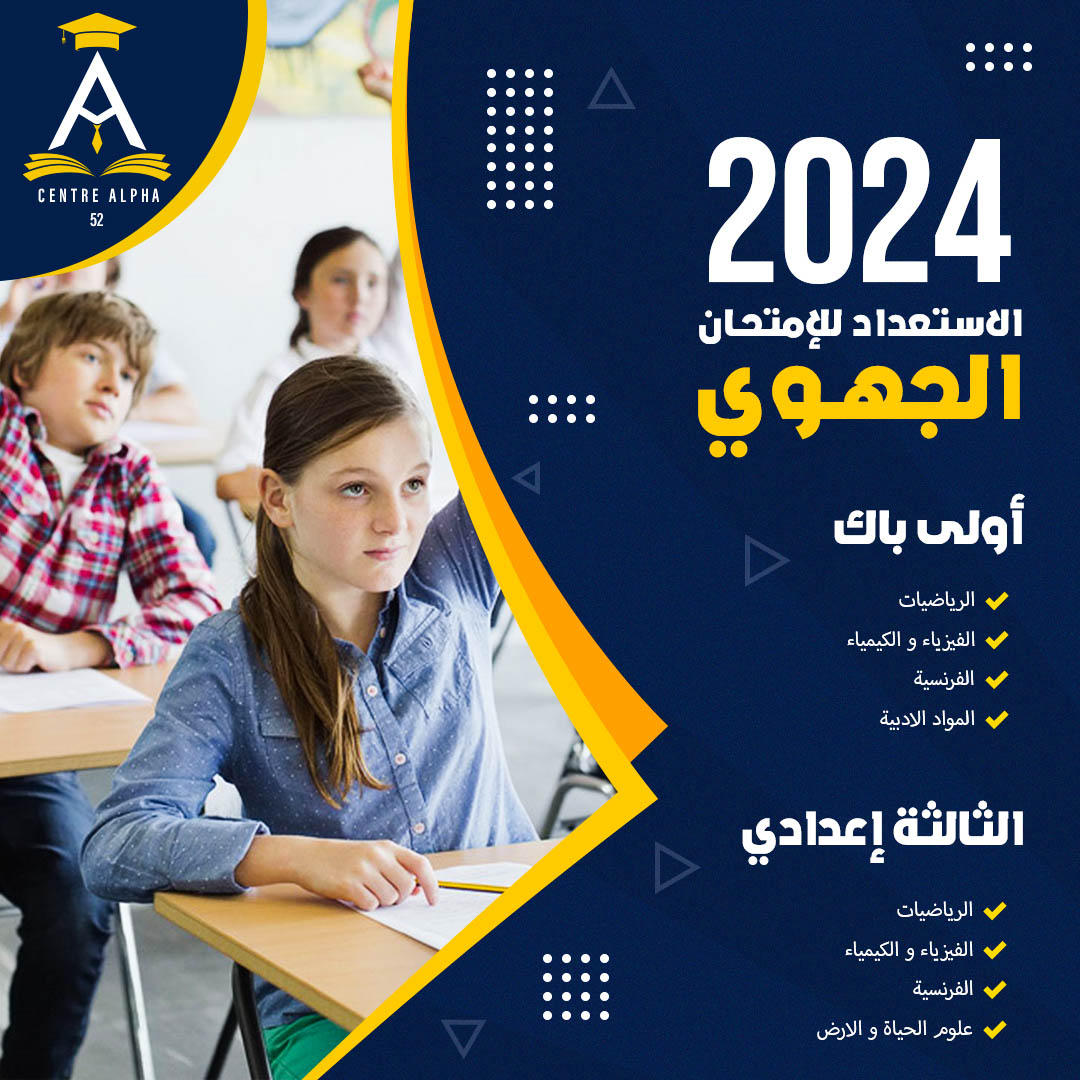 CENTRE ALPHA
52
2024
الاستعداد للإمتحان
الجهوي
أولى باك
الرياضيات
الفيزياء و الكيمياء
الفرنسية
المواد الادبية
الثالثة إعدادي
الرياضيات
الفيزياء و الكيمياء
الفرنسية
علوم الحياة و الارض